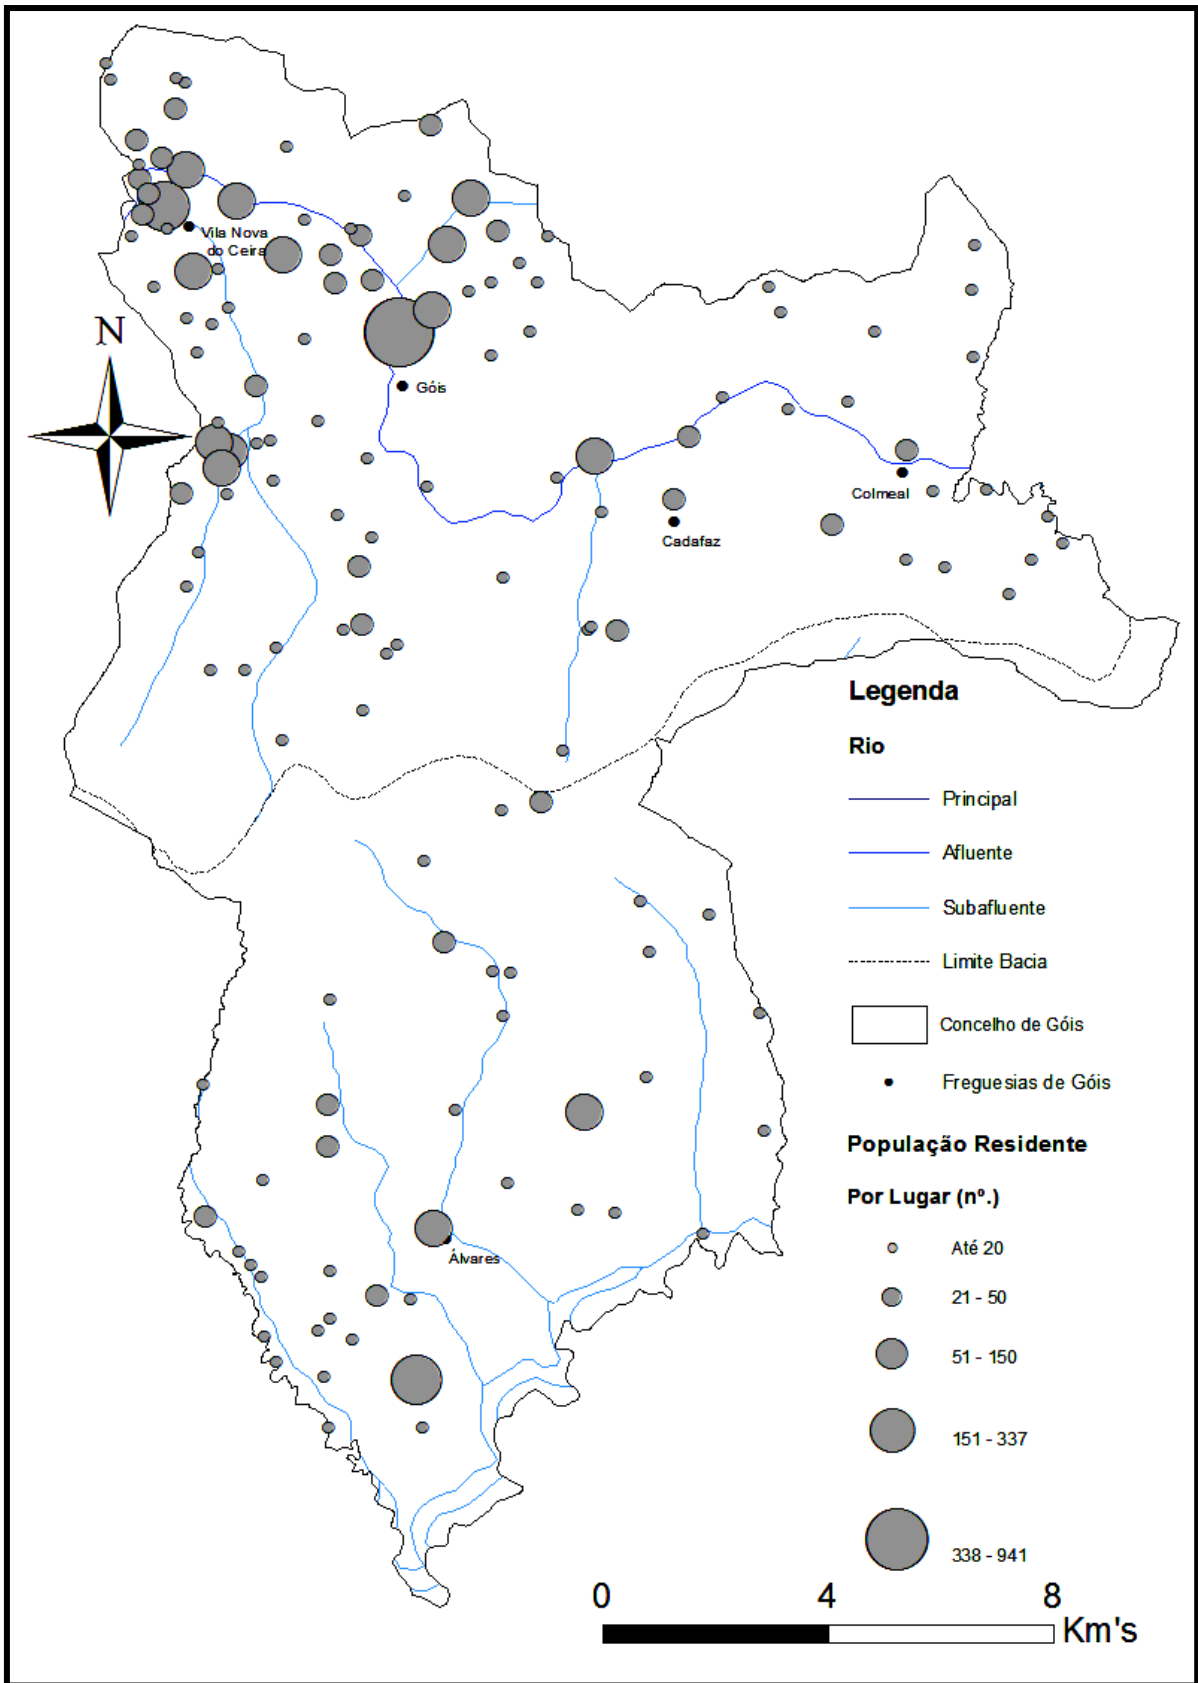 N
Vila Nova
do Ceira
Góis
Colmeal
Cadafaz
Álvares
Legenda
Rio
Principal
Afluente
Subafluente
Limite Bacia
Concelho de Góis
Freguesias de Góis
População Residente
Por Lugar (nº.)
Até 20
21 - 50
51 - 150
151 - 337
338 - 941
0 4 8
Km's